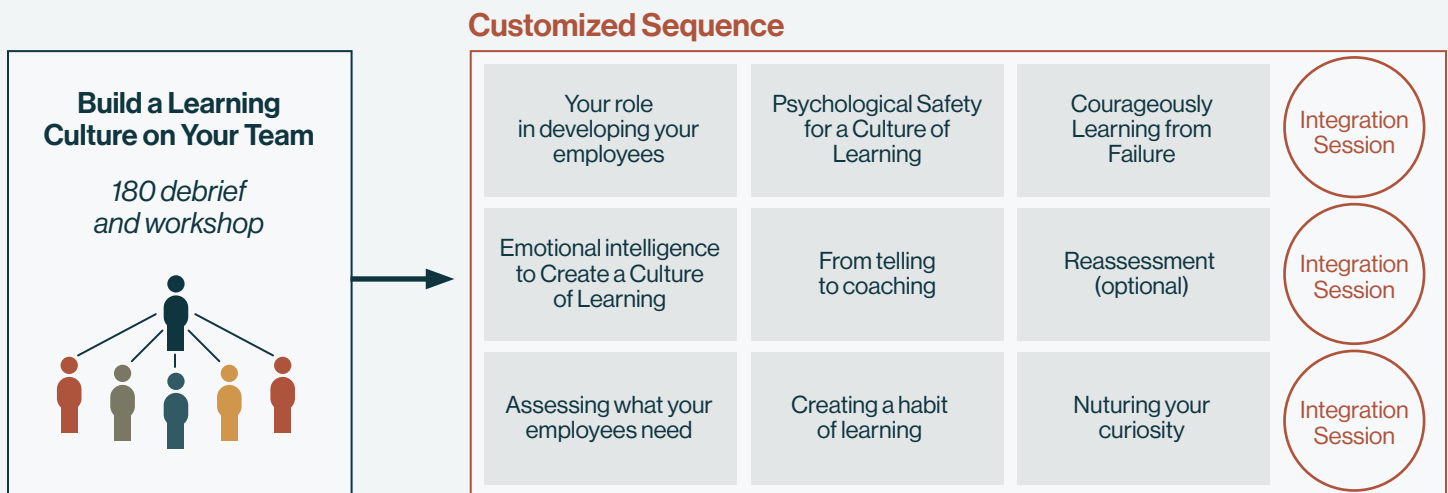 Customized Sequence
Build a Learning
Culture on Your Team
180 debrief
and workshop
Your role
in developing your
employees
Psychological Safety
for a Culture of
Learning
Courageously
Learning from
Failure
Integration
Session
Emotional intelligence
to Create a Culture
of Learning
From telling
to coaching
Reassessment
(optional)
Integration
Session
Assessing what your
employees need
Creating a habit
of learning
Nuturing your
curiosity
Integration
Session